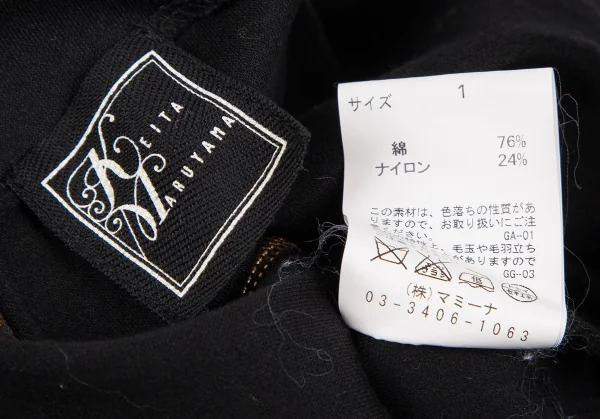 KEITA
MARUYAMA
サイズ 1
綿 76%
ナイロン 24%
この素材は、色落ちの性質があ
りますので、お取り扱いにご注
GA-01
と、毛玉や毛羽立ち
がありますので
GG-03
(株) マミーナ
03-3406-1063